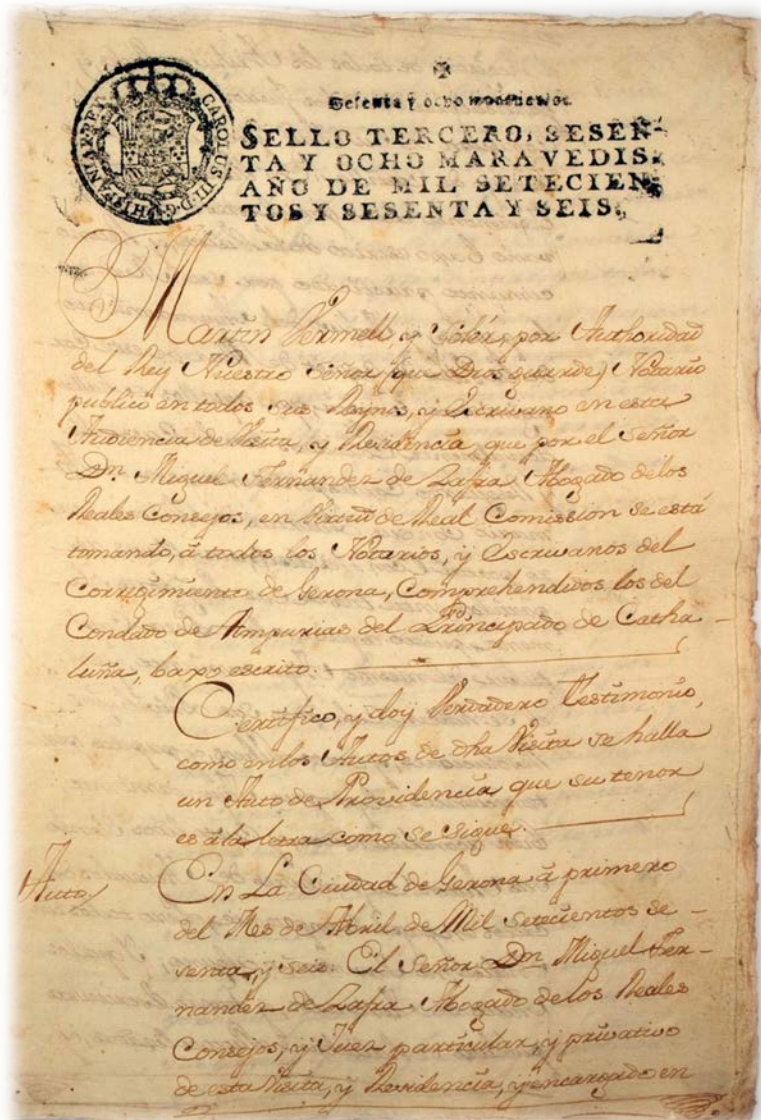 CAROLUS III D.G. HISPANIAR. REX
Sesenta y ocho maravedis.
SELLO TERCERO, SESEN-
TA Y OCHO MARAVEDIS,
AÑO DE MIL SETECIEN-
TOS Y SESENTA Y SEIS.
Martin Vermell, y Solér, por Authoridad
del Rey Nuestro Señor (que Dios guarde) Notario
publico en todos sus Reynos, y Escrivano en esta
Audiencia de Visita, y Residencia que por el Señor
Dn. Miguel Fernandez de Zafra Abogado de los
Reales Consejos, en Virtud de Real Comission se está
tomando, á todos los Notarios, y Escrivanos del
Corregimiento de Gerona, Comprehendidos los del
Condado de Ampurias del Principado de Catha-
luña, baxo escrito.
Certifico, y doy Verdadero Testimonio,
como en los Autos de dha Visita se halla
un Auto de Providencia que su tenor
es á la letra como se sigue.
Auto/
En La Ciudad de Gerona á primero
del Mes de Abril de Mil Setecientos se-
senta, y seis: El Señor Dn. Miguel Fer-
nandez de Zafra Abogado de los Reales
Consejos, y Juez particular, y privativo
de esta Visita, y Residencia, y encargado en